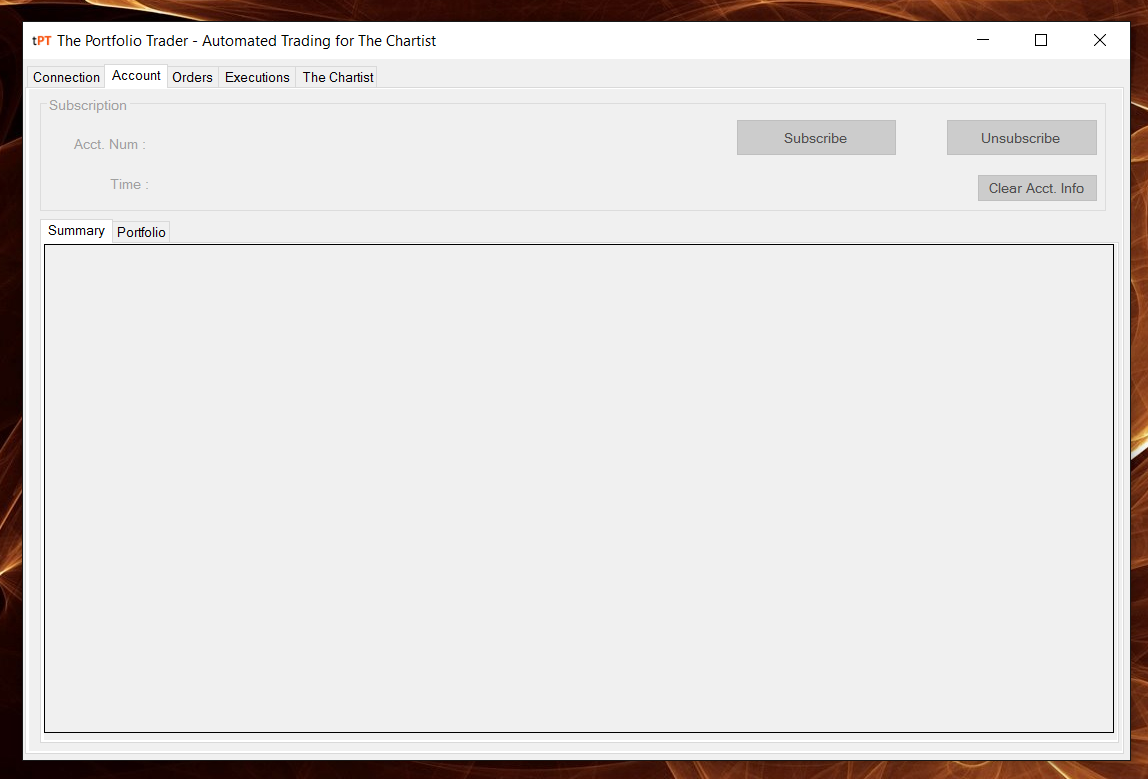 tPT The Portfolio Trader - Automated Trading for The Chartist
Connection Account Orders Executions The Chartist
Subscription
Acct. Num :
Subscribe Unsubscribe
Time :
Clear Acct. Info
Summary Portfolio